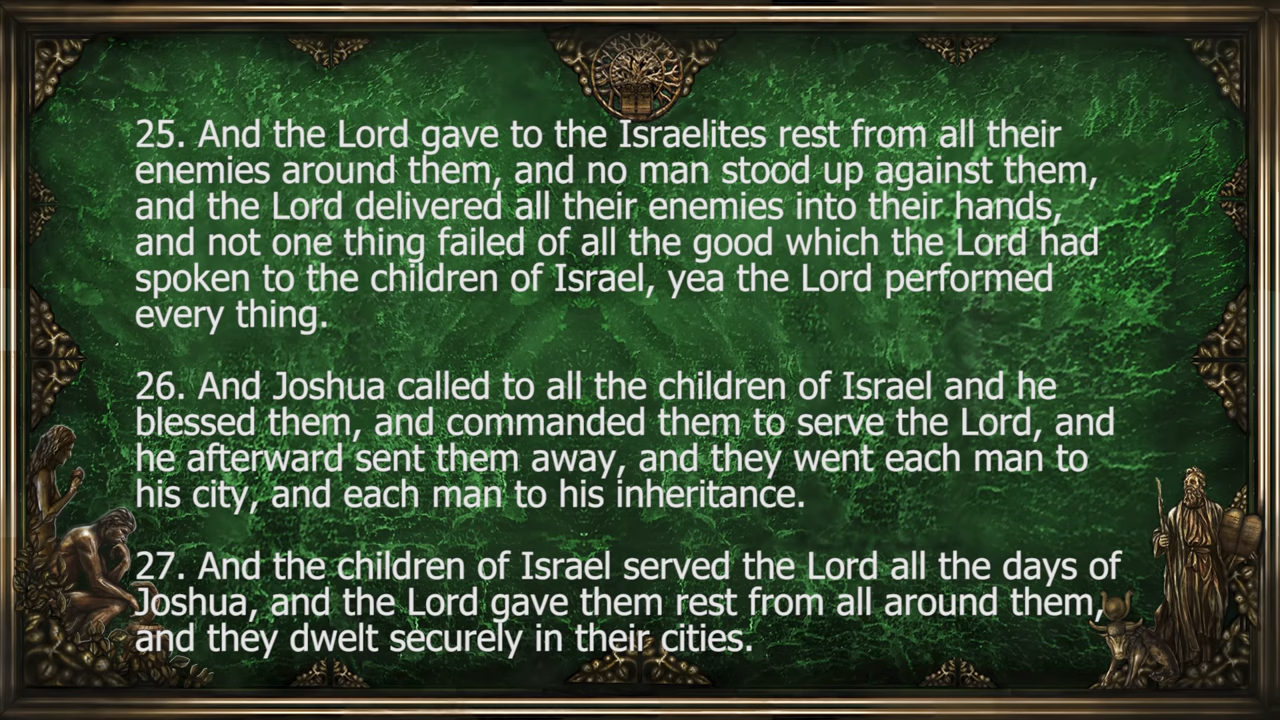 25. And the Lord gave to the Israelites rest from all their
enemies around them, and no man stood up against them,
and the Lord delivered all their enemies into their hands,
and not one thing failed of all the good which the Lord had
spoken to the children of Israel, yea the Lord performed
every thing.
26. And Joshua called to all the children of Israel and he
blessed them, and commanded them to serve the Lord, and
he afterward sent them away, and they went each man to
his city, and each man to his inheritance.
27. And the children of Israel served the Lord all the days of
Joshua, and the Lord gave them rest from all around them,
and they dwelt securely in their cities.